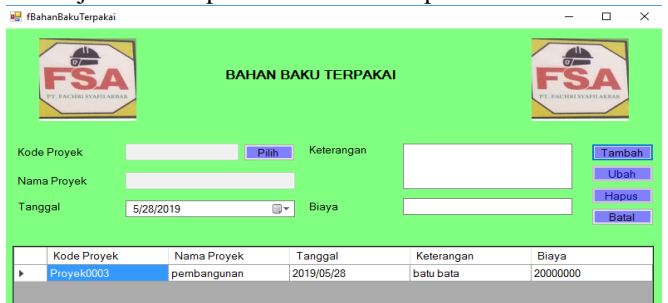 fBahanBakuTerpakai
FSA
PT. FACHRI SYAFII AKBAR
BAHAN BAKU TERPAKAI
FSA
PT. FACHRI SYAFII AKBAR
Kode Proyek Pilih Keterangan Tambah
Nama Proyek Ubah
Hapus
Tanggal 5/28/2019 Biaya
Batal
Kode Proyek Nama Proyek Tanggal Keterangan Biaya
Proyek0003 pembangunan 2019/05/28 batu bata 20000000